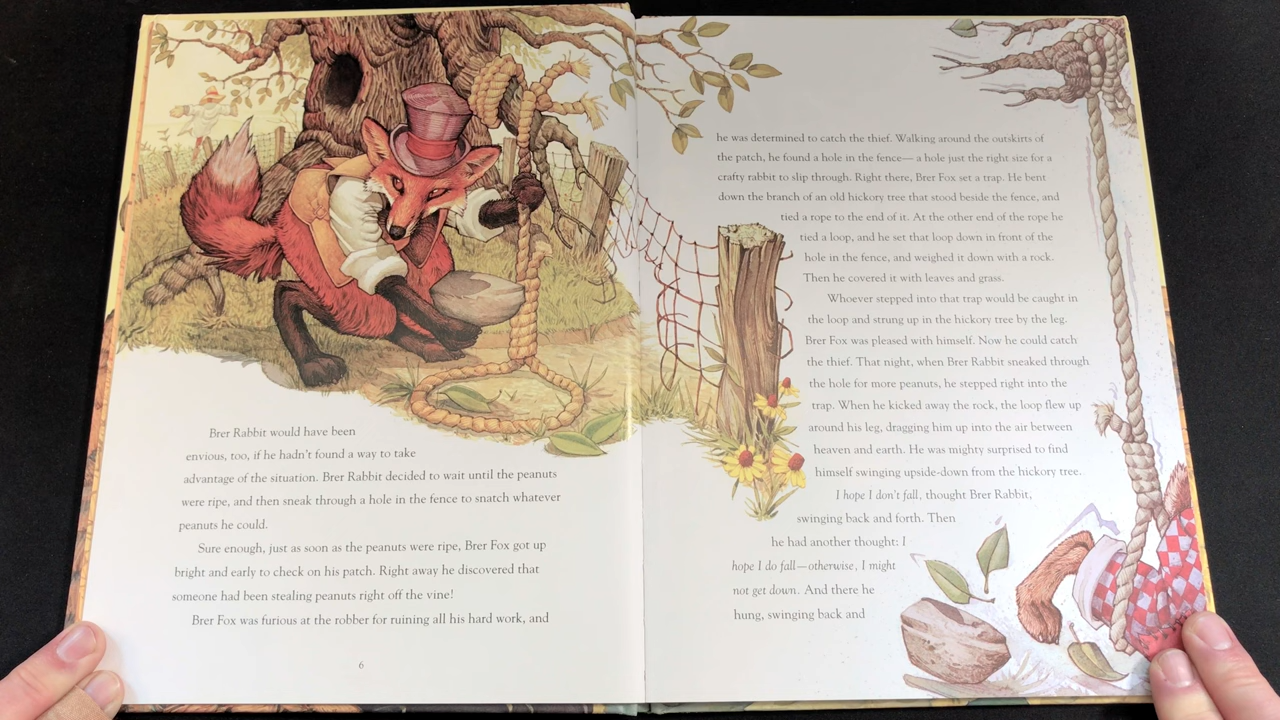 Brer Rabbit would have been
envious, too, if he hadn't found a way to take
advantage of the situation. Brer Rabbit decided to wait until the peanuts
were ripe, and then sneak through a hole in the fence to snatch whatever
peanuts he could.
Sure enough, just as soon as the peanuts were ripe, Brer Fox got up
bright and early to check on his patch. Right away he discovered that
someone had been stealing peanuts right off the vine!
Brer Fox was furious at the robber for ruining all his hard work, and
6
he was determined to catch the thief. Walking around the outskirts of
the patch, he found a hole in the fence— a hole just the right size for a
crafty rabbit to slip through. Right there, Brer Fox set a trap. He bent
down the branch of an old hickory tree that stood beside the fence, and
tied a rope to the end of it. At the other end of the rope he
tied a loop, and he set that loop down in front of the
hole in the fence, and weighed it down with a rock.
Then he covered it with leaves and grass.
Whoever stepped into that trap would be caught in
the loop and strung up in the hickory tree by the leg.
Brer Fox was pleased with himself. Now he could catch
the thief. That night, when Brer Rabbit sneaked through
the hole for more peanuts, he stepped right into the
trap. When he kicked away the rock, the loop flew up
around his leg, dragging him up into the air between
heaven and earth. He was mighty surprised to find
himself swinging upside-down from the hickory tree.
I hope I don't fall, thought Brer Rabbit,
swinging back and forth. Then
he had another thought: I
hope I do fall—otherwise, I might
not get down. And there he
hung, swinging back and